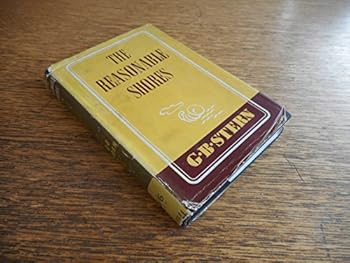 THE
REASONABLE
SHORES
G·B·STERN